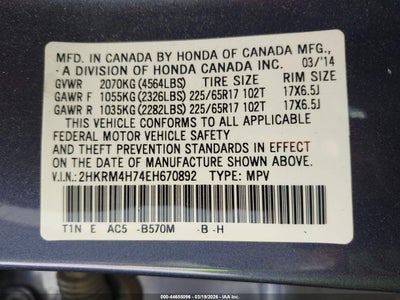 MFD. IN CANADA BY HONDA OF CANADA MFG.,
- A DIVISION OF HONDA CANADA INC. 03/'14
GVWR 2070KG (4564LBS) TIRE SIZE RIM SIZE
GAWR F 1055KG (2326LBS) 225/65R17 102T 17X6.5J
GAWR R 1035KG (2282LBS) 225/65R17 102T 17X6.5J
THIS VEHICLE CONFORMS TO ALL APPLICABLE
FEDERAL MOTOR VEHICLE SAFETY
AND THEFT PREVENTION STANDARDS IN EFFECT ON
THE DATE OF MANUFACTURE SHOWN ABOVE.
V.I.N.: 2HKRM4H74EH670892 TYPE: MPV
T1N E AC5 -B570M -B -H
000-44655096 - 03/19/2026 - IAA Inc.